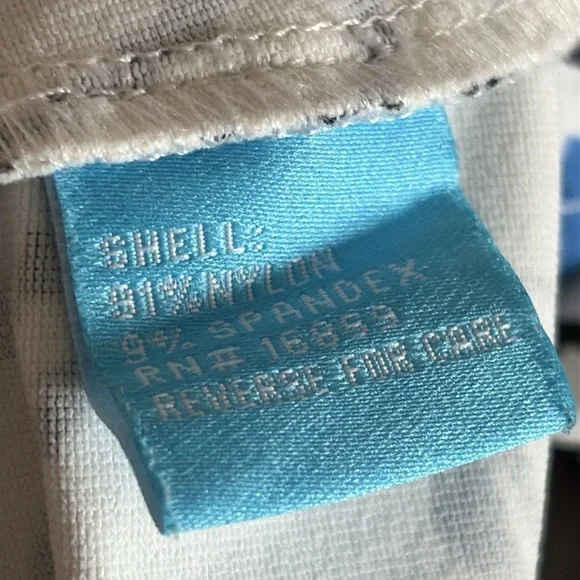 SHELL:
91% NYLON
9% SPANDEX
RN# 16859
REVERSE FOR CARE